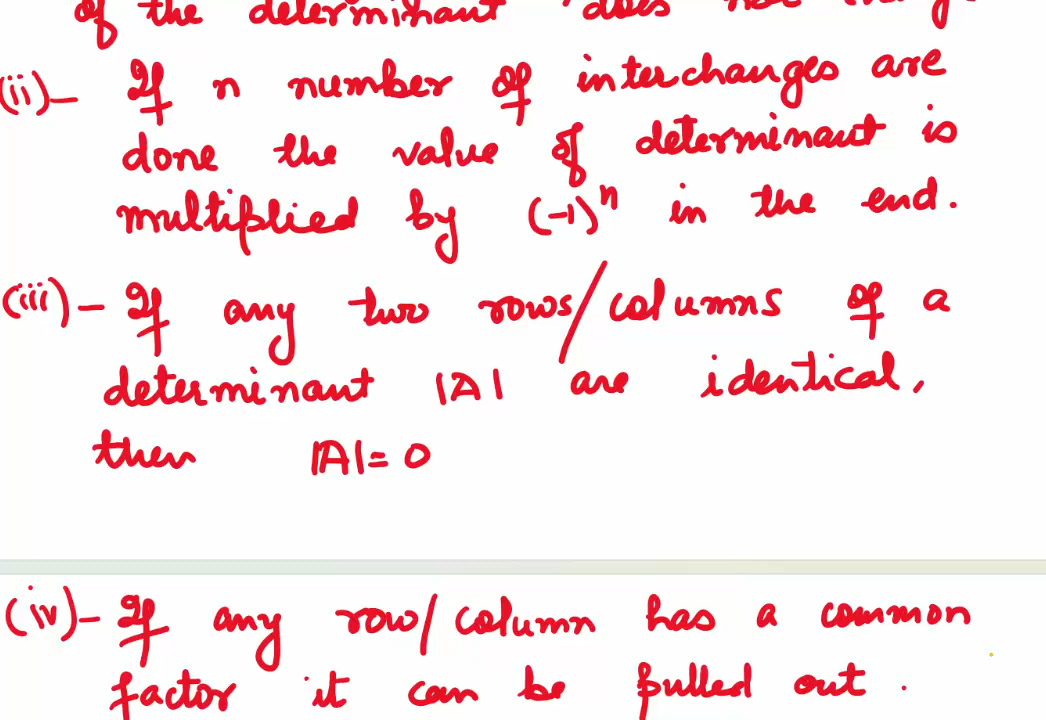 of the determinant does not
(ii)- If n number of interchanges are
done the value of determinant is
multiplied by (-1)ⁿ in the end.
(iii)- If any two rows/columns of a
determinant |A| are identical,
then |A|= 0
(iv)- If any row/column has a common
factor it can be pulled out.